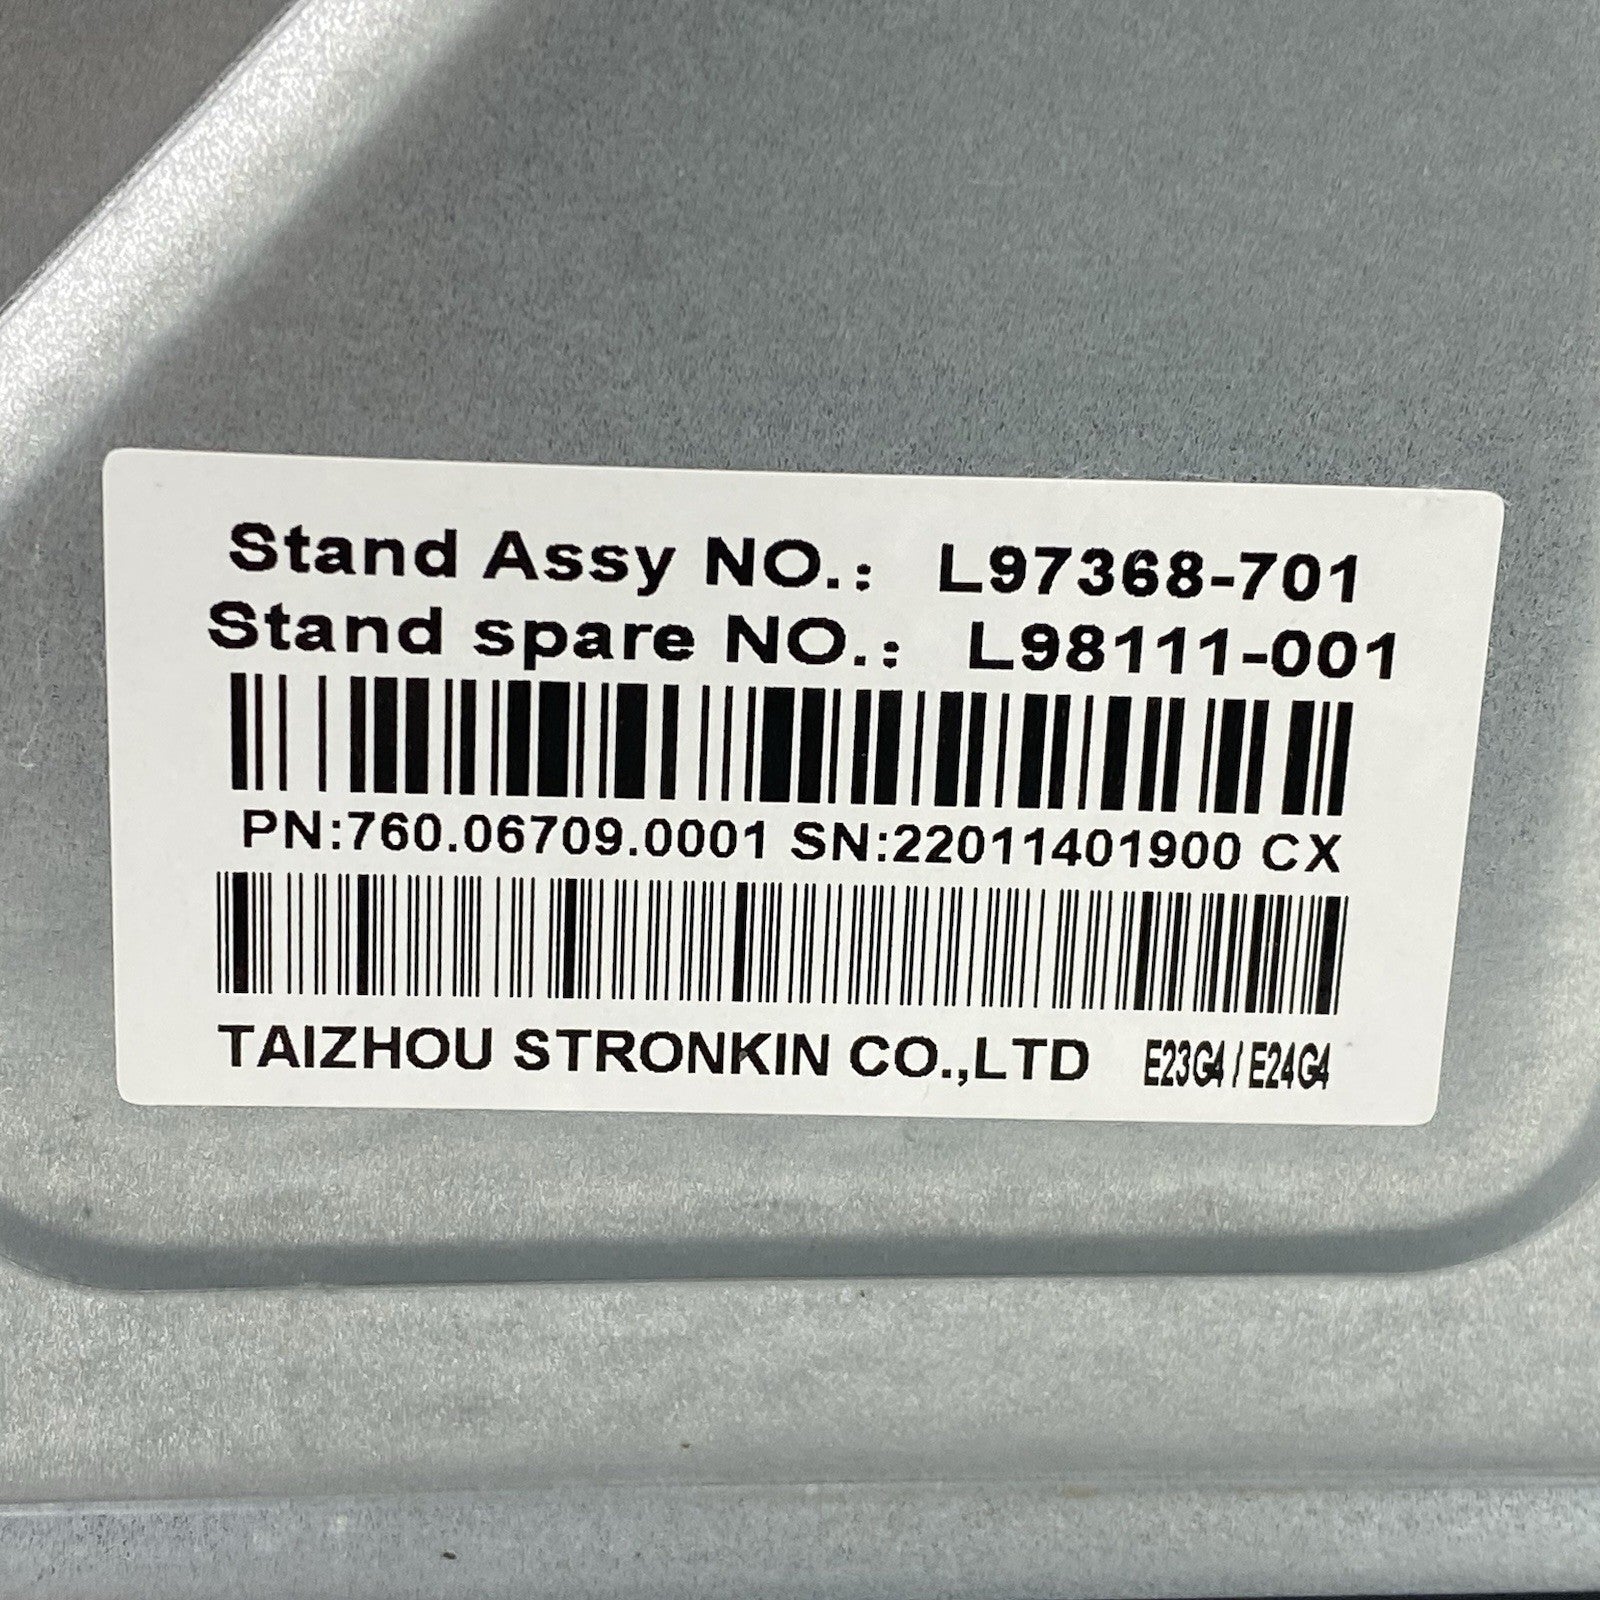 Stand Assy NO.: L97368-701
Stand spare NO.: L98111-001
PN:760.06709.0001 SN:22011401900 CX
TAIZHOU STRONKIN CO.,LTD E23G4 / E24G4